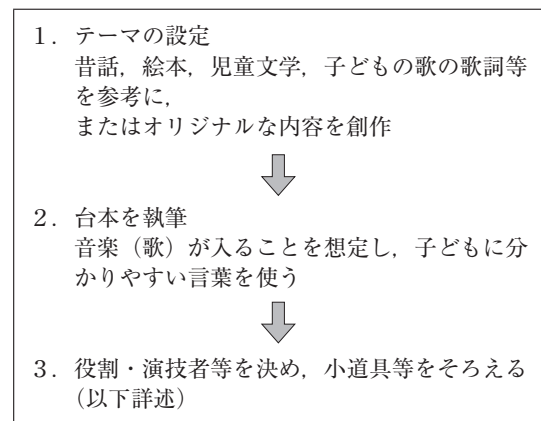 １．テーマの設定
昔話，絵本，児童文学，子どもの歌の歌詞等
を参考に，
またはオリジナルな内容を創作
２．台本を執筆
音楽（歌）が入ることを想定し，子どもに分
かりやすい言葉を使う
３．役割・演技者等を決め，小道具等をそろえる
（以下詳述）